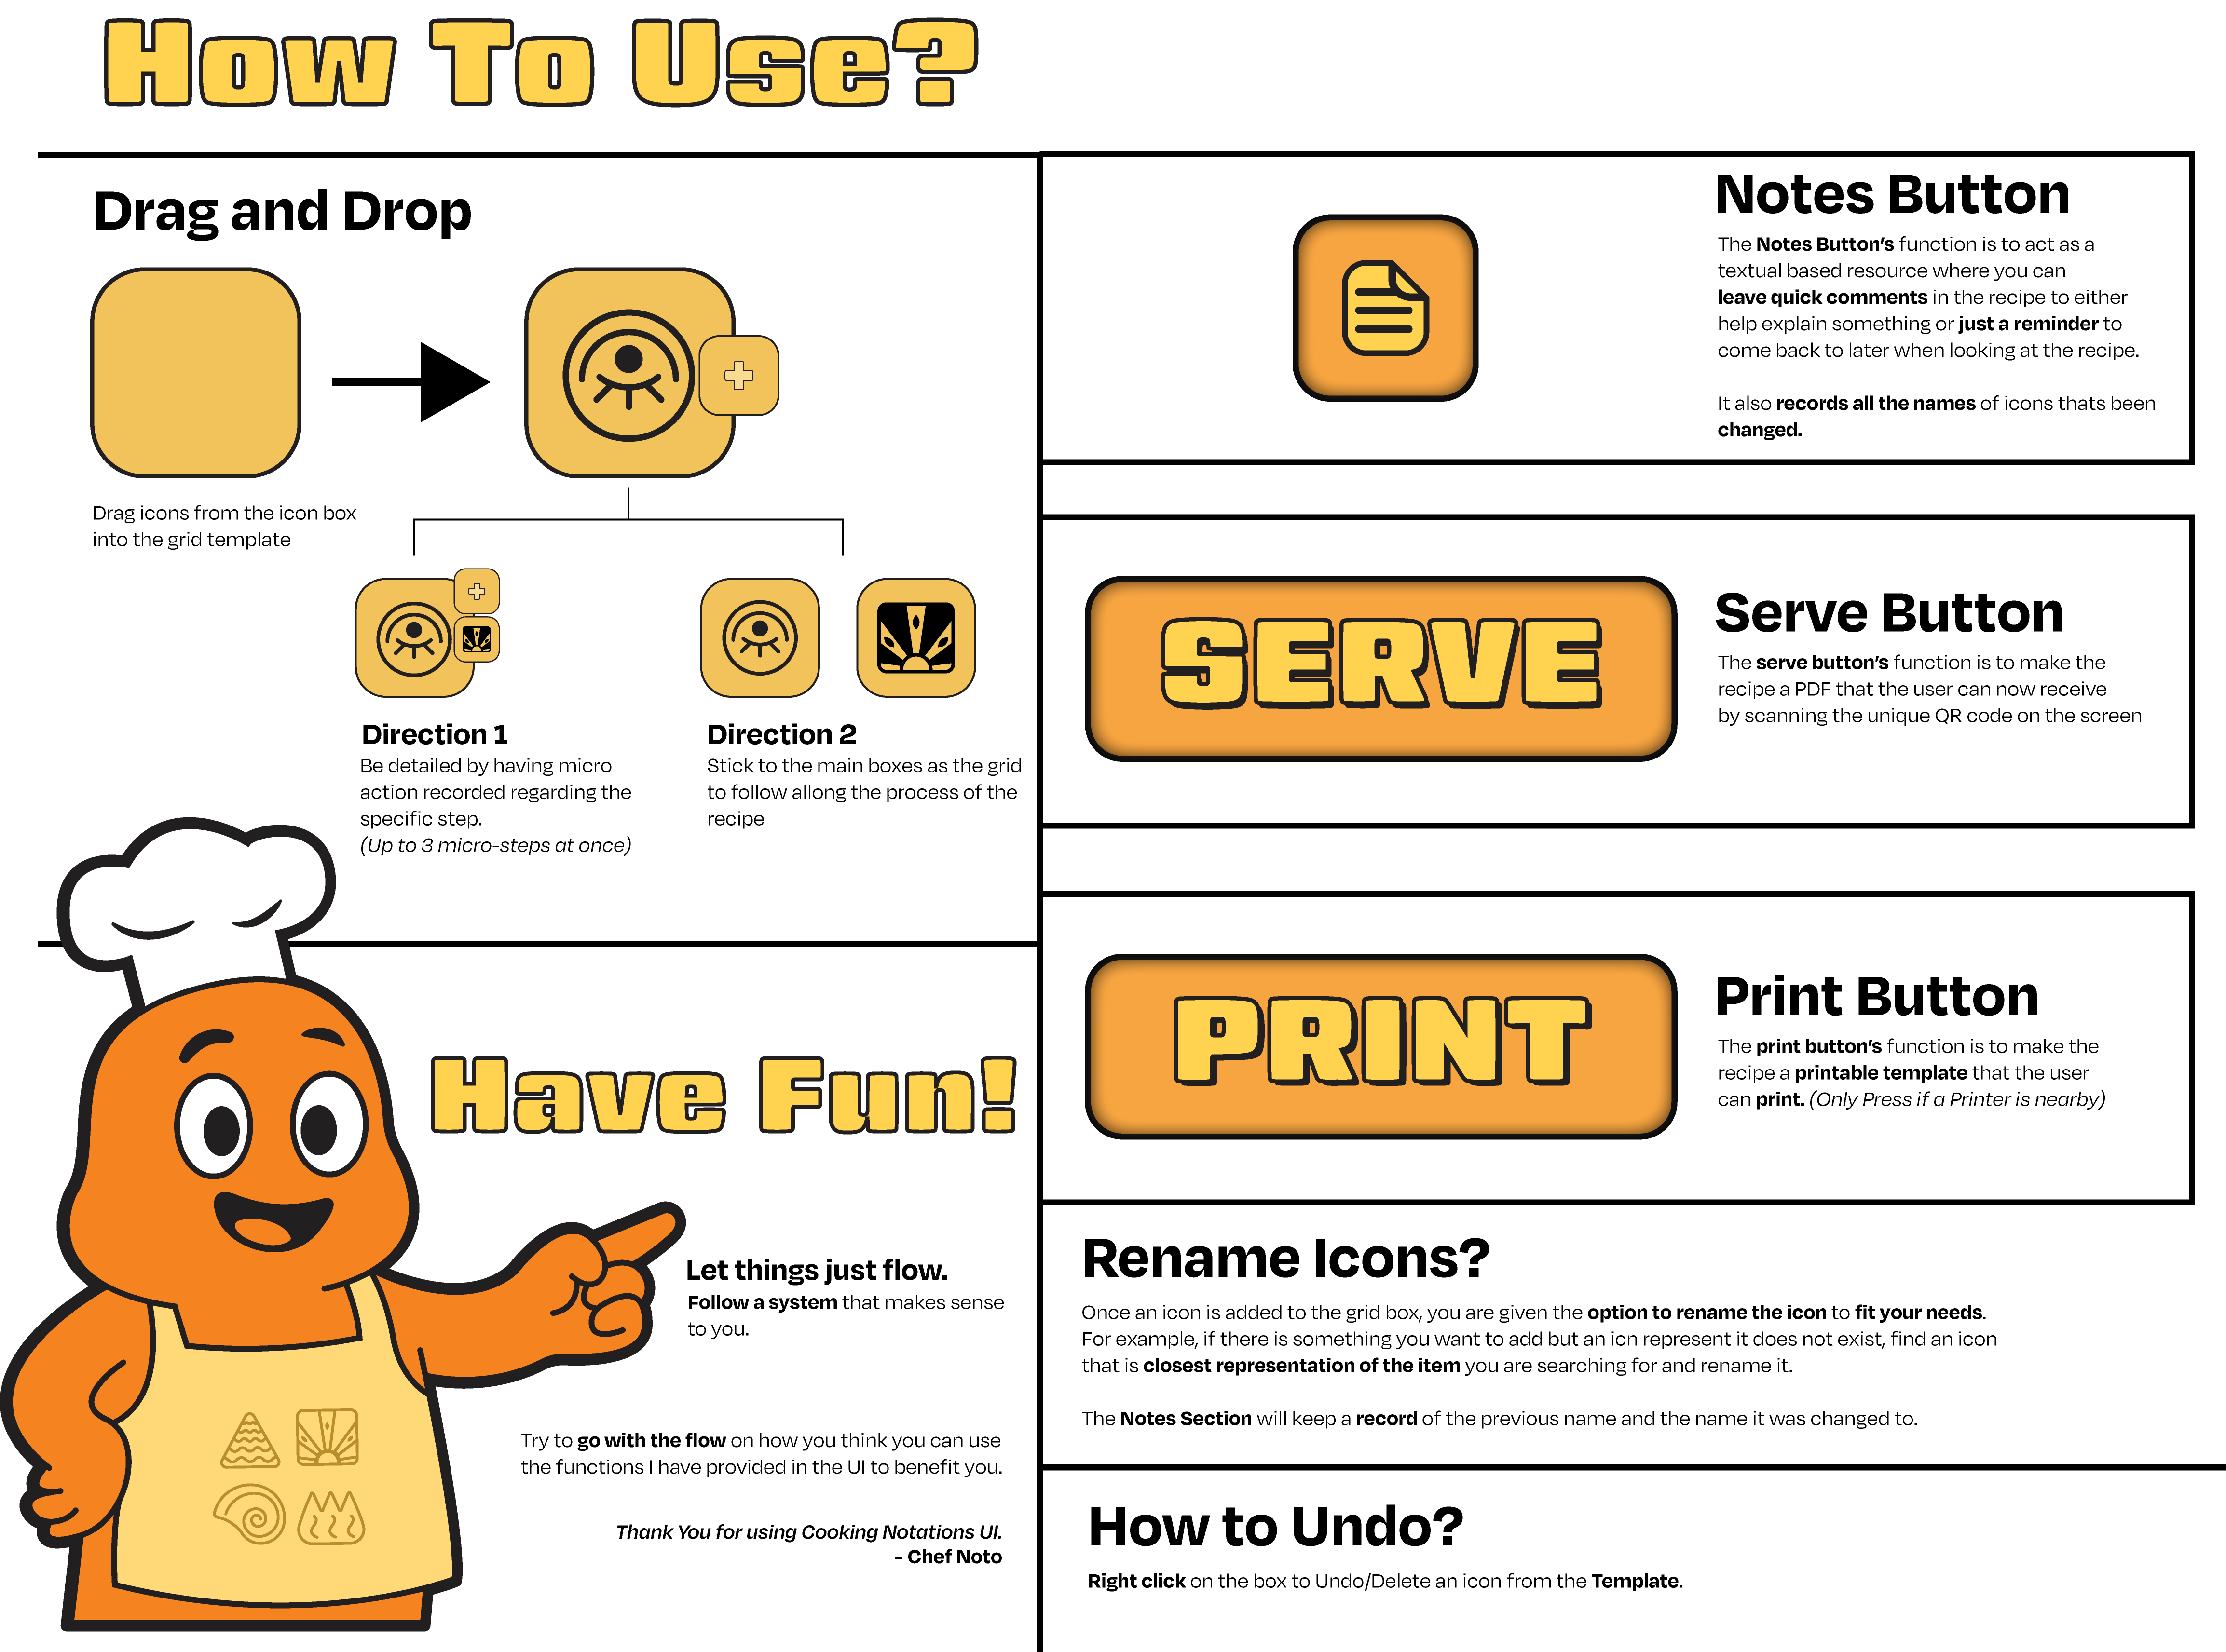 How To Use?
Drag and Drop
Drag icons from the icon box
into the grid template
Direction 1
Be detailed by having micro
action recorded regarding the
specific step.
(Up to 3 micro-steps at once)
Direction 2
Stick to the main boxes as the grid
to follow allong the process of the
recipe
Have Fun!
Let things just flow.
Follow a system that makes sense
to you.
Try to go with the flow on how you think you can use
the functions I have provided in the UI to benefit you.
Thank You for using Cooking Notations UI.
- Chef Noto
Notes Button
The Notes Button’s function is to act as a
textual based resource where you can
leave quick comments in the recipe to either
help explain something or just a reminder to
come back to later when looking at the recipe.
It also records all the names of icons thats been
changed.
SERVE
Serve Button
The serve button’s function is to make the
recipe a PDF that the user can now receive
by scanning the unique QR code on the screen
PRINT
Print Button
The print button’s function is to make the
recipe a printable template that the user
can print. (Only Press if a Printer is nearby)
Rename Icons?
Once an icon is added to the grid box, you are given the option to rename the icon to fit your needs.
For example, if there is something you want to add but an icn represent it does not exist, find an icon
that is closest representation of the item you are searching for and rename it.
The Notes Section will keep a record of the previous name and the name it was changed to.
How to Undo?
Right click on the box to Undo/Delete an icon from the Template.